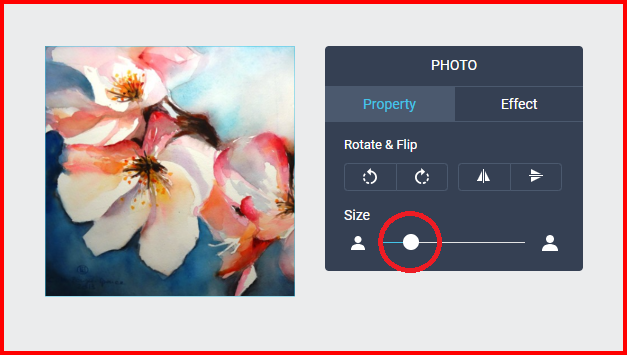 PHOTO
Property Effect
Rotate & Flip
Size